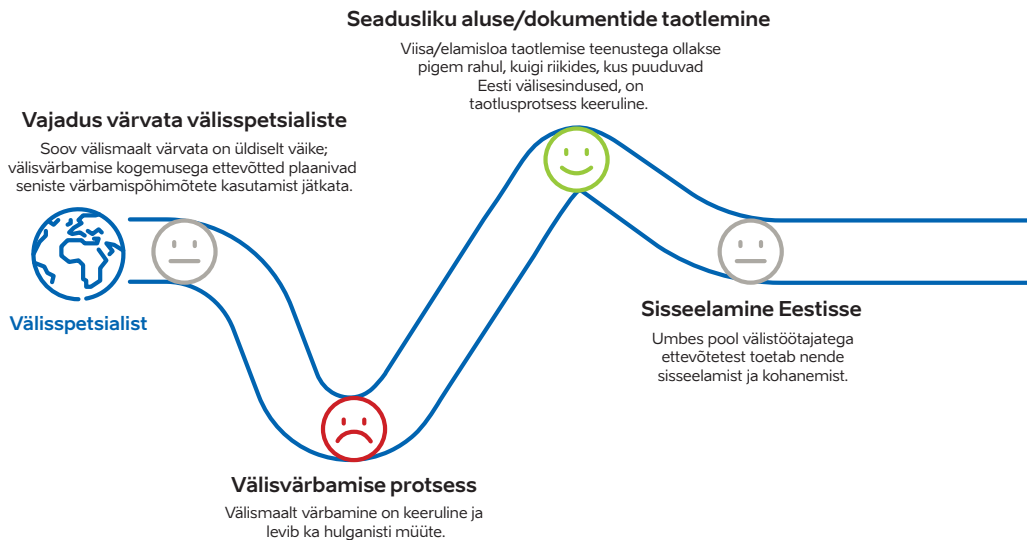 Seadusliku aluse/dokumentide taotlemine
Viisa/elamisloa taotlemise teenustega ollakse
pigem rahul, kuigi riikides, kus puuduvad
Eesti välisesindused, on
taotlusprotsess keeruline.
Vajadus värvata välisspetsialiste
Soov välismaalt värvata on üldiselt väike;
välisvärbamise kogemusega ettevõtted plaanivad
seniste värbamispõhimõtete kasutamist jätkata.
Välisspetsialist
Sisseelamine Eestisse
Umbes pool välistöötajatega
ettevõtetest toetab nende
sisseelamist ja kohanemist.
Välisvärbamise protsess
Välismaalt värbamine on keeruline ja
levib ka hulganisti müüte.